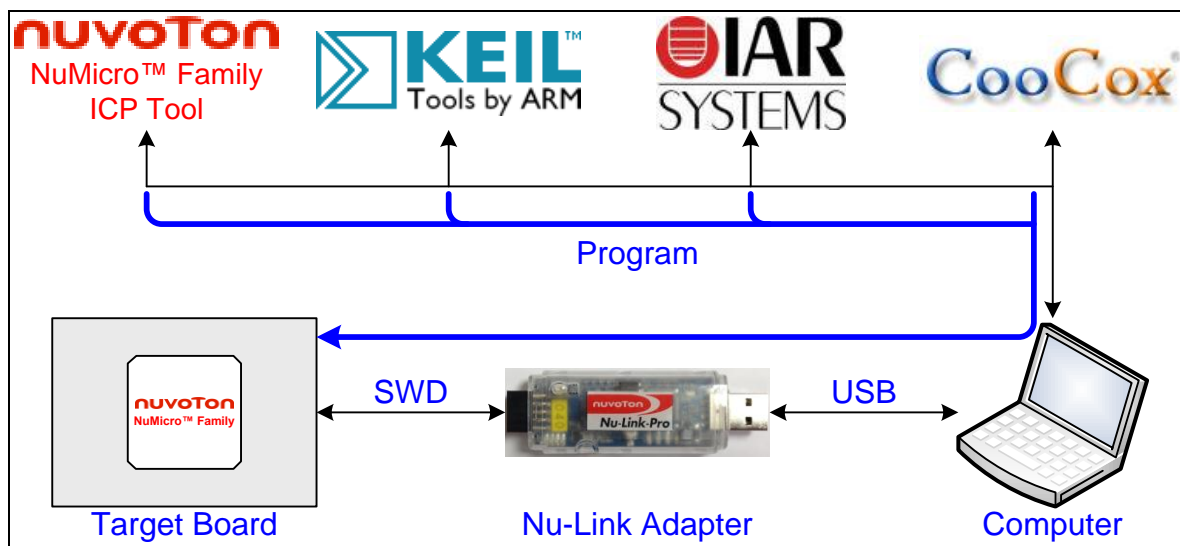 nuvoTon
NuMicro™ Family
ICP Tool
KEIL™
Tools by ARM
IAR
SYSTEMS
CooCox®
Program
nuvoTon
NuMicro™ Family
SWD
nuvoTon
Nu-Link-Pro
USB
Target Board
Nu-Link Adapter
Computer